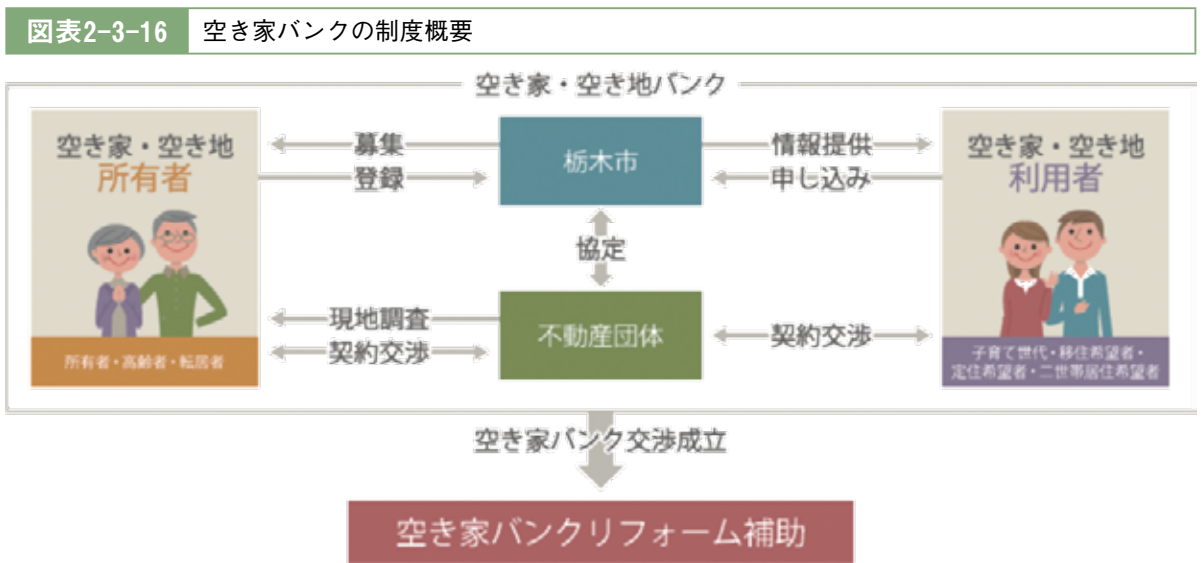 図表2-3-16 空き家バンクの制度概要
空き家・空き地バンク
空き家・空き地
所有者
所有者・高齢者・転居者
募集
登録
栃木市
情報提供
申し込み
空き家・空き地
利用者
子育て世代・移住希望者・
定住希望者・二世帯居住希望者
協定
現地調査
契約交渉
不動産団体
契約交渉
空き家バンク交渉成立
空き家バンクリフォーム補助